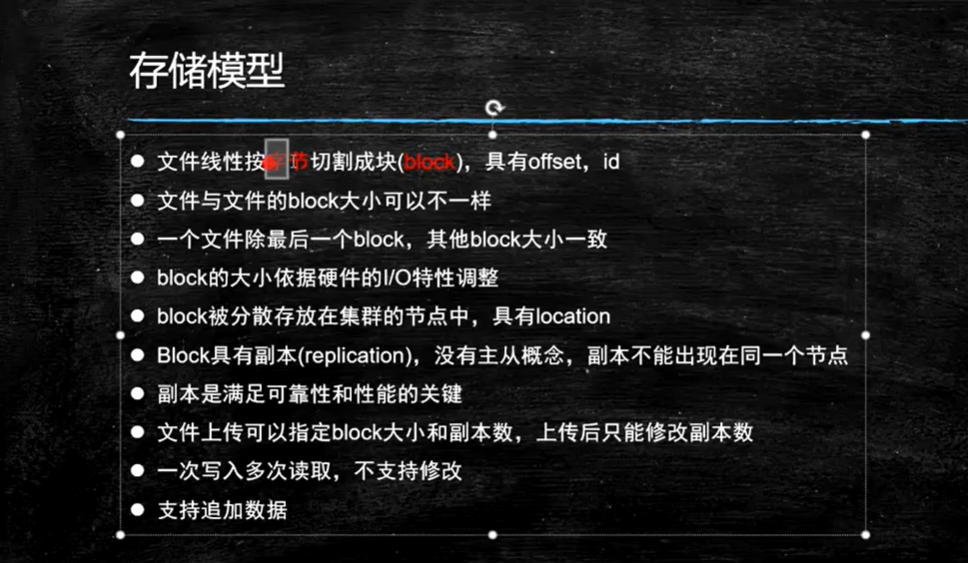 存储模型
文件线性按字节切割成块(block)，具有offset，id
文件与文件的block大小可以不一样
一个文件除最后一个block，其他block大小一致
block的大小依据硬件的I/O特性调整
block被分散存放在集群的节点中，具有location
Block具有副本(replication)，没有主从概念，副本不能出现在同一个节点
副本是满足可靠性和性能的关键
文件上传可以指定block大小和副本数，上传后只能修改副本数
一次写入多次读取，不支持修改
支持追加数据